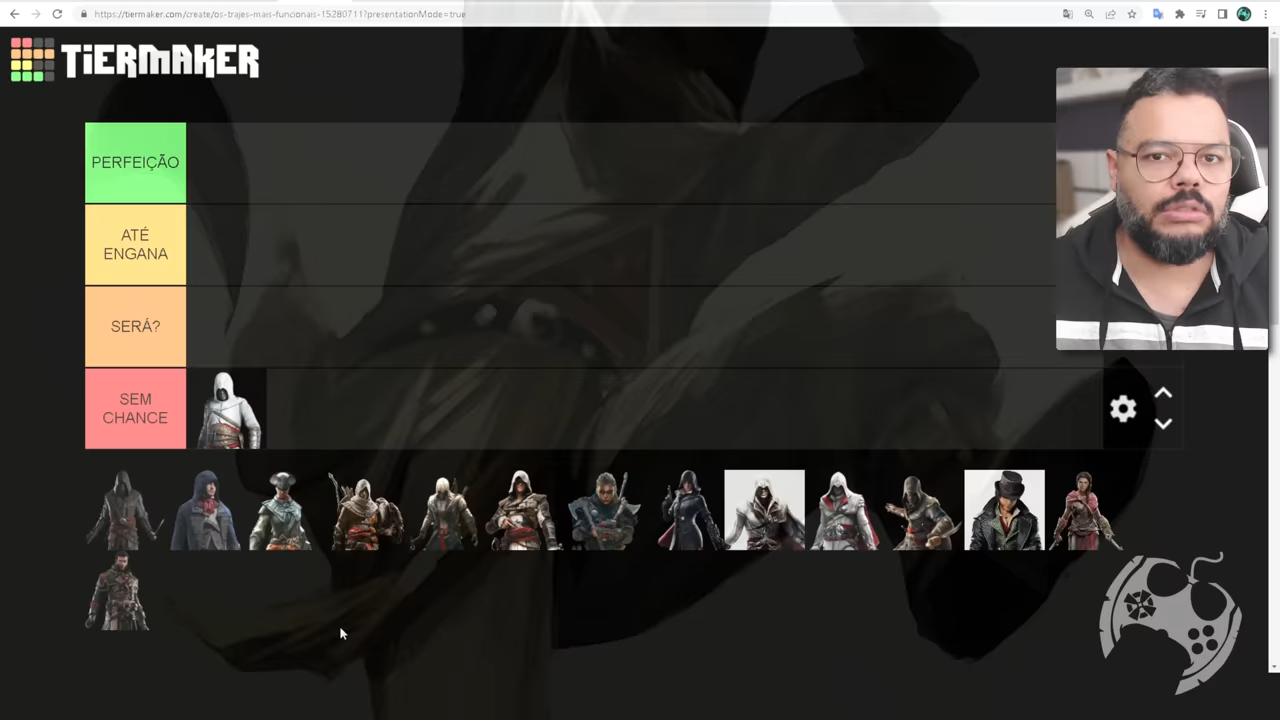 https://tiermaker.com/create/os-trajes-mais-funcionais-15280711?presentationMode=true
TiERMAKER
PERFEIÇÃO
ATÉ
ENGANA
SERÁ?
SEM
CHANCE